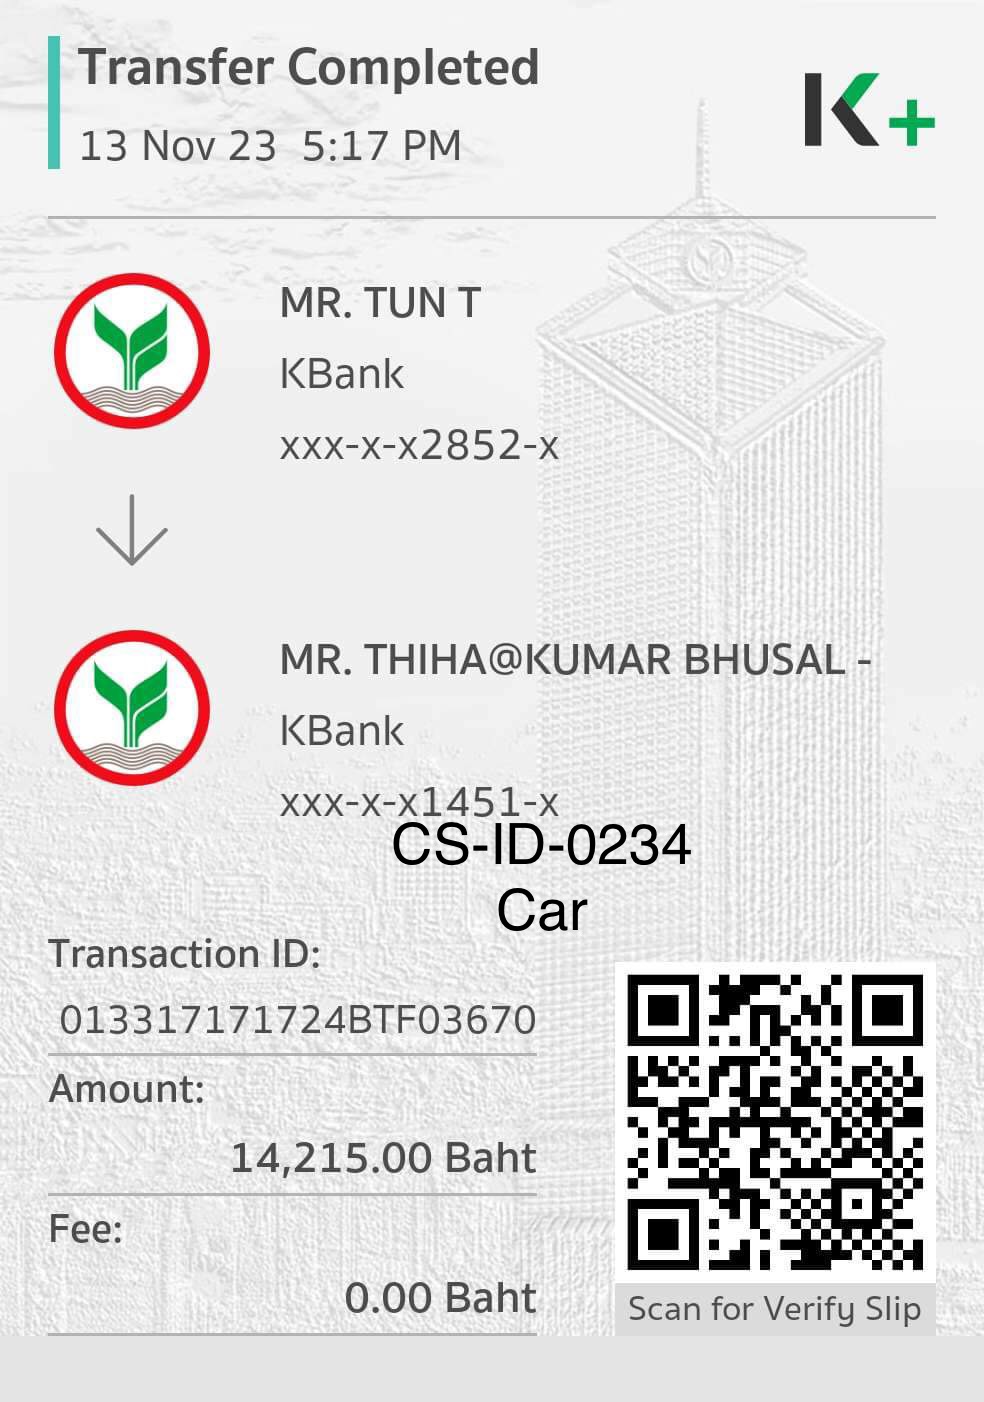 Transfer Completed
13 Nov 23 5:17 PM
K+
MR. TUN T
KBank
xxx-x-x2852-x
MR. THIHA@KUMAR BHUSAL -
KBank
xxx-x-x1451-x
CS-ID-0234
Car
Transaction ID:
013317171724BTF03670
Amount:
14,215.00 Baht
Fee:
0.00 Baht
Scan for Verify Slip